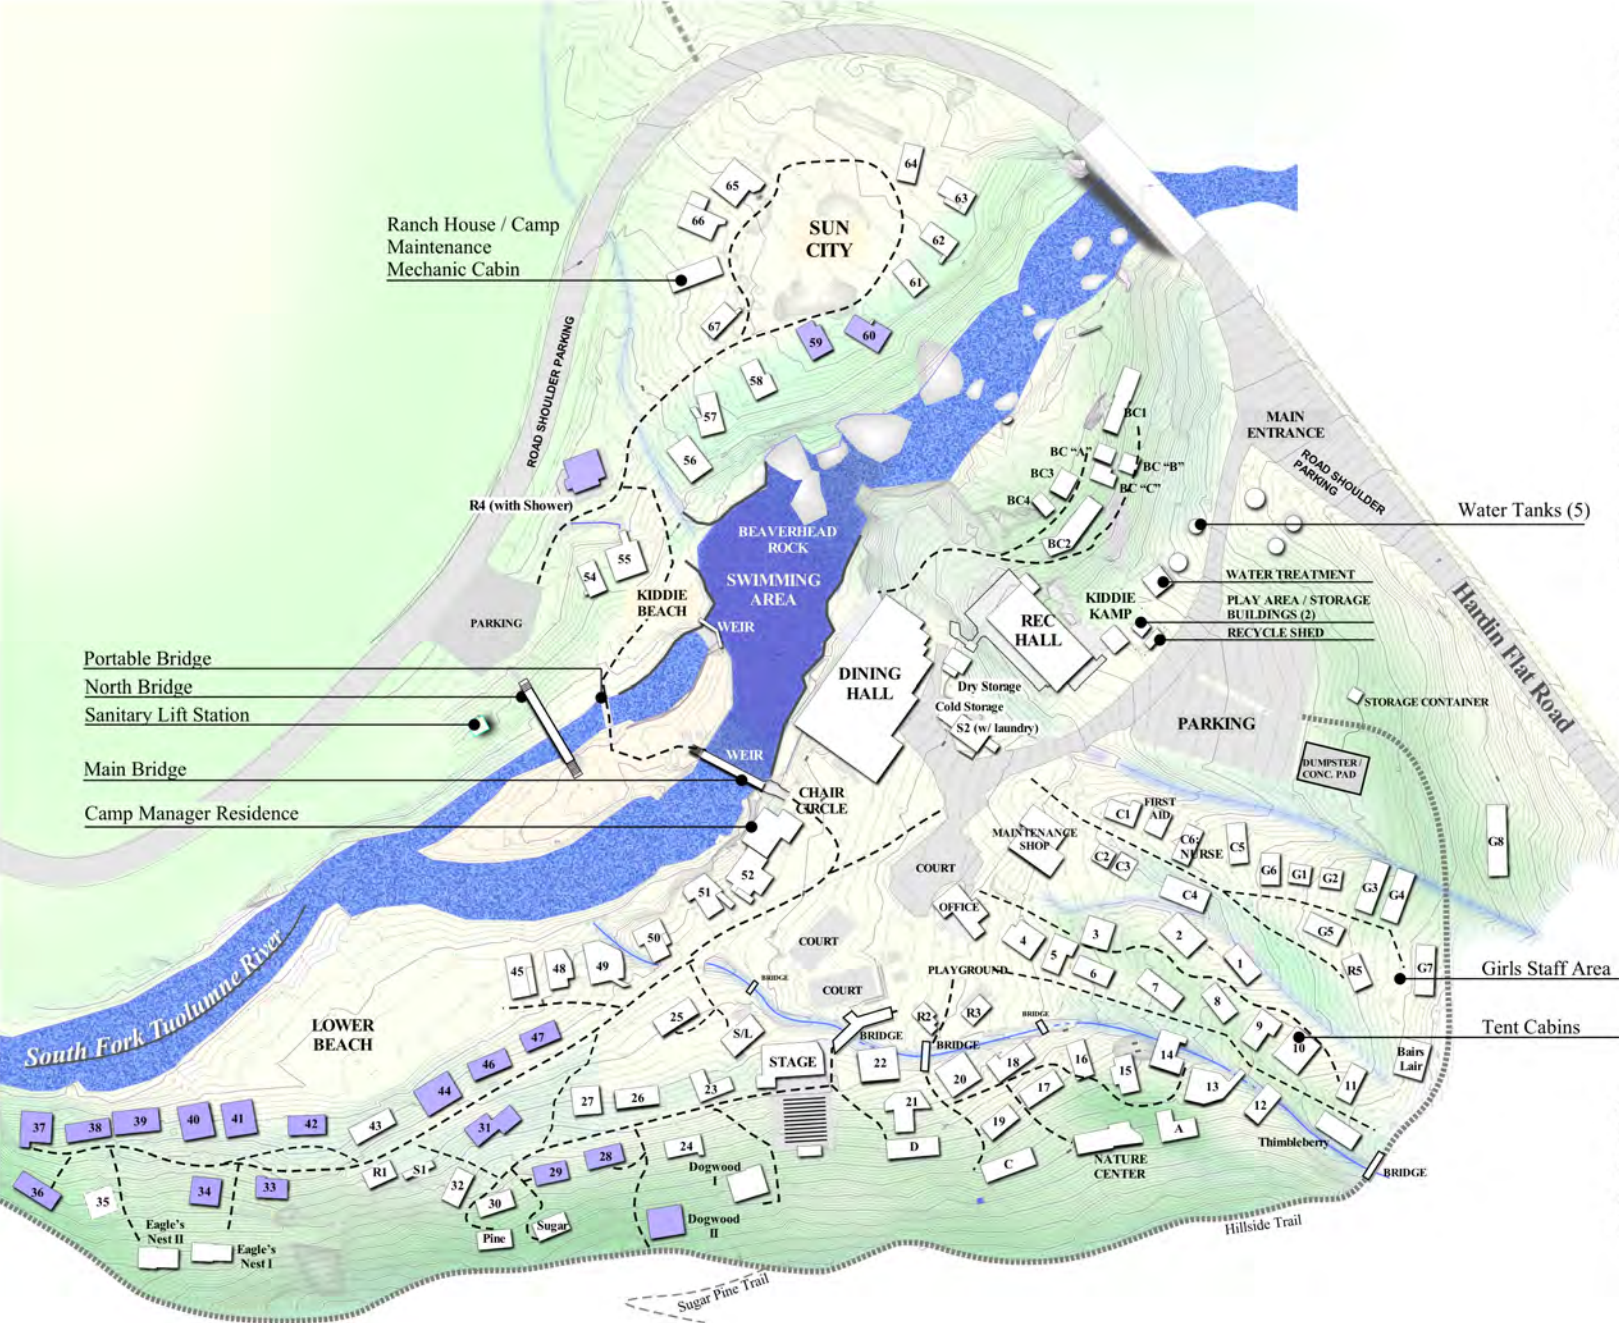 64
65
63
66
SUN
CITY
62
Ranch House / Camp
Maintenance
Mechanic Cabin
61
67
59
60
ROAD SHOULDER PARKING
58
57
BC1
MAIN
ENTRANCE
56
BC "A"
BC "B"
BC3
BC "C"
BC4
ROAD SHOULDER
PARKING
R4 (with Shower)
BC2
Water Tanks (5)
BEAVERHEAD
ROCK
55
54
SWIMMING
AREA
WATER TREATMENT
KIDDIE
BEACH
KIDDIE
KAMP
PLAY AREA / STORAGE
BUILDINGS (2)
RECYCLE SHED
PARKING
WEIR
REC
HALL
Hardin Flat Road
Portable Bridge
North Bridge
Sanitary Lift Station
DINING
HALL
Dry Storage
Cold Storage
S2 (w/ laundry)
STORAGE CONTAINER
PARKING
WEIR
Main Bridge
DUMPSTER /
CONC. PAD
CHAIR
CIRCLE
Camp Manager Residence
C1
FIRST
AID
MAINTENANCE
SHOP
C6:
NURSE
C5
C2
C3
G8
COURT
52
51
G6
G1
G2
G3
G4
C4
OFFICE
50
COURT
4
5
3
2
G5
45
48
49
6
1
R5
G7
Girls Staff Area
PLAYGROUND
BRIDGE
COURT
7
8
South Fork Tuolumne River
LOWER
BEACH
25
S/L
R2
R3
BRIDGE
9
Tent Cabins
47
BRIDGE
BRIDGE
10
46
STAGE
22
20
18
16
15
14
Bairs
Lair
44
23
17
13
11
27
26
21
12
37
38
39
40
41
42
43
31
19
A
Thimbleberry
24
D
C
NATURE
CENTER
BRIDGE
28
29
Dogwood
I
R1
S1
32
36
35
34
33
30
Eagle's
Nest II
Pine
Sugar
Dogwood
II
Hillside Trail
Eagle's
Nest I
Sugar Pine Trail